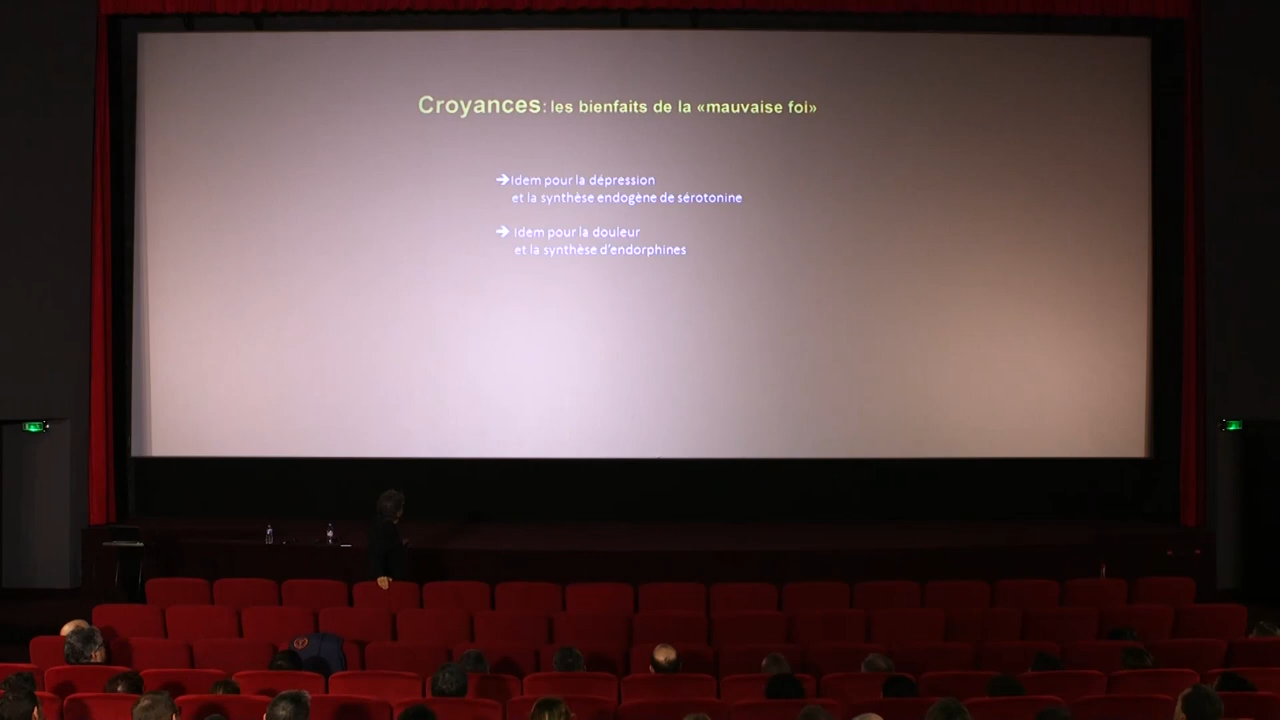 Croyances: les bienfaits de la «mauvaise foi»
➔Idem pour la dépression
et la synthèse endogène de sérotonine
➔ Idem pour la douleur
et la synthèse d'endorphines